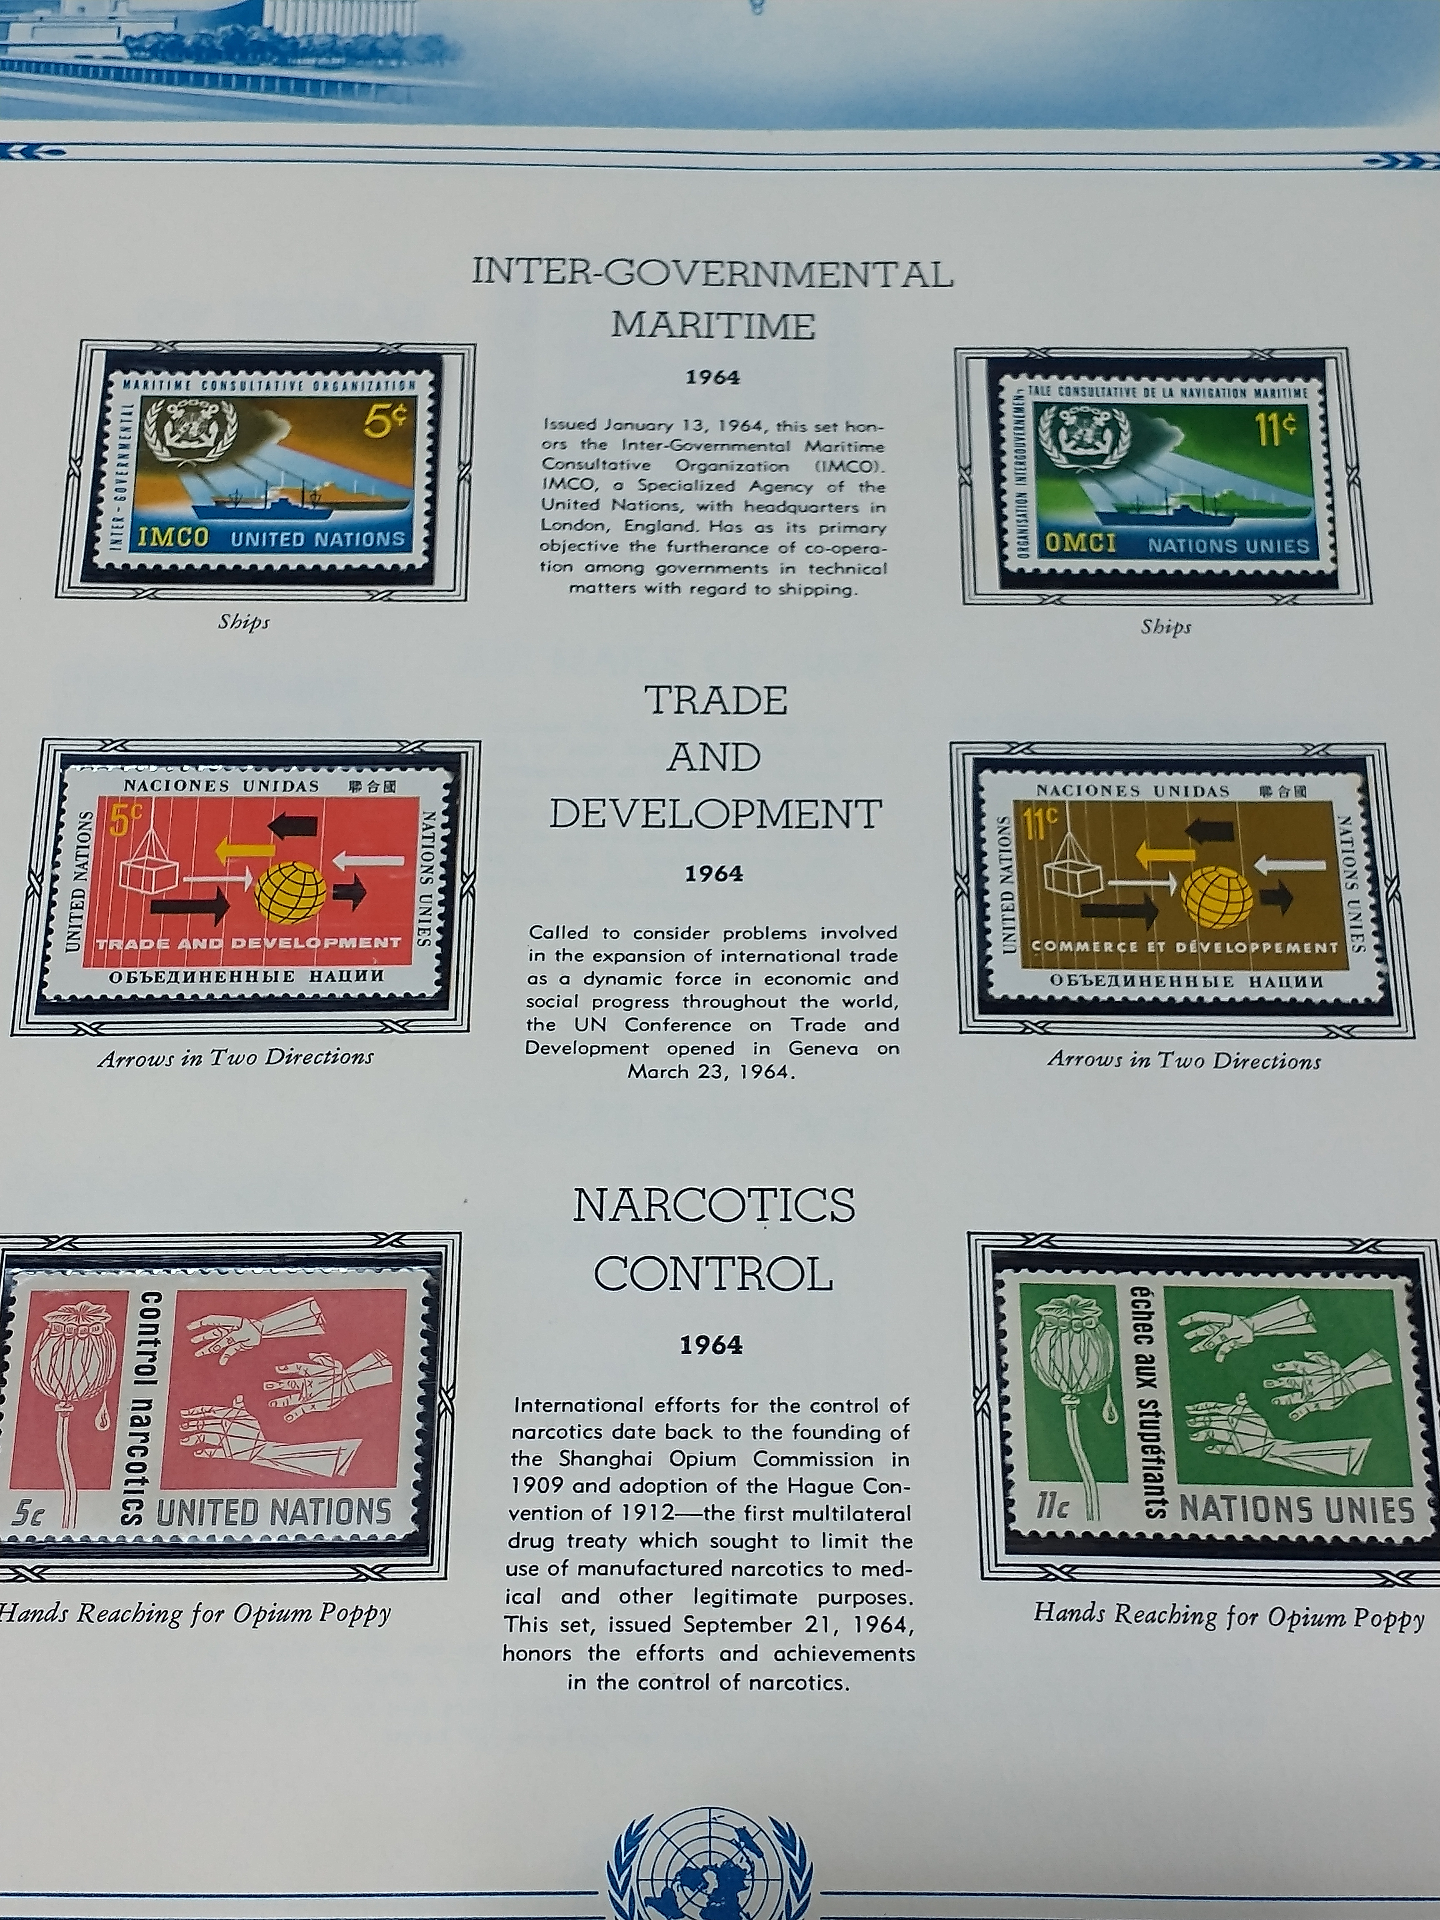 INTER-GOVERNMENTAL
MARITIME
1964
MARITIME CONSULTATIVE ORGANIZATION
INTER-GOVERNMENTAL
5¢
IMCO UNITED NATIONS
Ships
Issued January 13, 1964, this set hon-
ors the Inter-Governmental Maritime
Consultative Organization (IMCO).
IMCO, a Specialized Agency of the
United Nations, with headquarters in
London, England. Has as its primary
objective the furtherance of co-opera-
tion among governments in technical
matters with regard to shipping.
ORGANISATION INTERGOUVERNEMEN-
TALE CONSULTATIVE DE LA NAVIGATION MARITIME
11¢
OMCI NATIONS UNIES
Ships
TRADE
AND
DEVELOPMENT
1964
NACIONES UNIDAS 聯合國
UNITED NATIONS
5c
NATIONS UNIES
TRADE AND DEVELOPMENT
ОБЪЕДИНЕННЫЕ НАЦИИ
Arrows in Two Directions
Called to consider problems involved
in the expansion of international trade
as a dynamic force in economic and
social progress throughout the world,
the UN Conference on Trade and
Development opened in Geneva on
March 23, 1964.
NACIONES UNIDAS 聯合國
UNITED NATIONS
11c
NATIONS UNIES
COMMERCE ET DÉVELOPPEMENT
ОБЪЕДИНЕННЫЕ НАЦИИ
Arrows in Two Directions
NARCOTICS
CONTROL
1964
control narcotics
5c
UNITED NATIONS
Hands Reaching for Opium Poppy
International efforts for the control of
narcotics date back to the founding of
the Shanghai Opium Commission in
1909 and adoption of the Hague Con-
vention of 1912—the first multilateral
drug treaty which sought to limit the
use of manufactured narcotics to med-
ical and other legitimate purposes.
This set, issued September 21, 1964,
honors the efforts and achievements
in the control of narcotics.
échec aux stupéfiants
11c
NATIONS UNIES
Hands Reaching for Opium Poppy